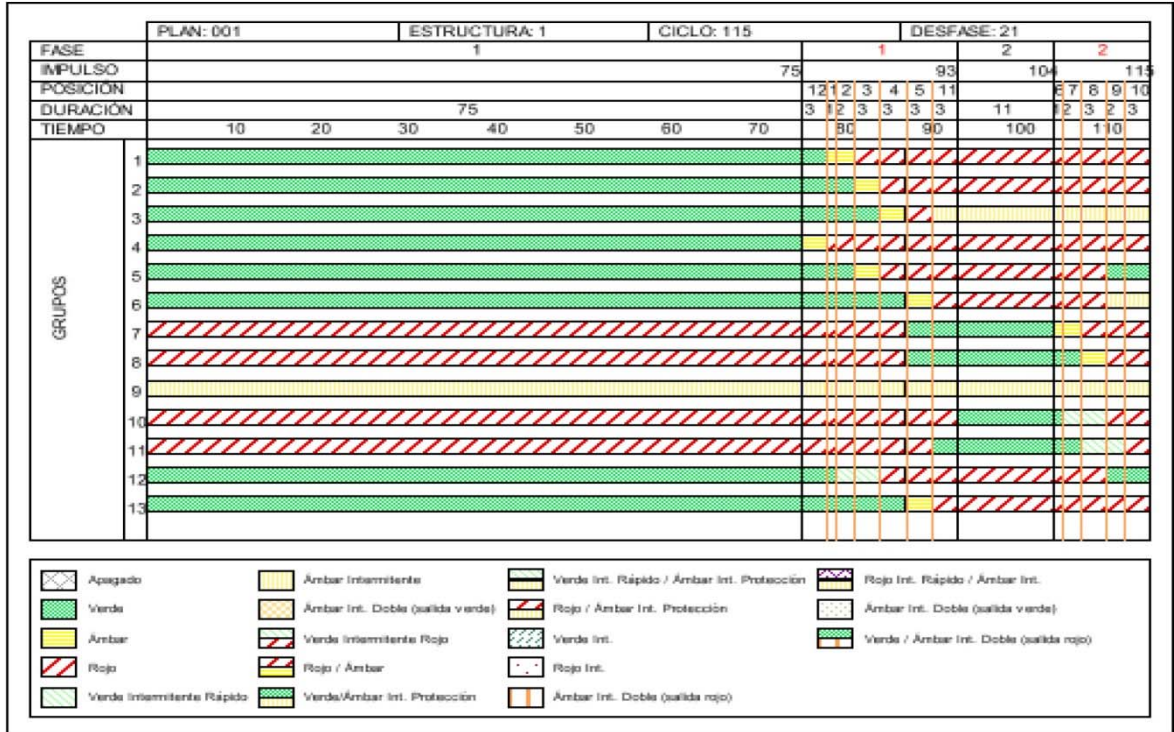 PLAN: 001 ESTRUCTURA: 1 CICLO: 115 DESFASE: 21
FASE 1 1 2 2
IMPULSO 75 93 104 115
POSICIÓN 12 1 2 3 4 5 11 6 7 8 9 10
DURACIÓN 75 3 1 2 3 3 3 3 11 1 2 3 2 3
TIEMPO 10 20 30 40 50 60 70 80 90 100 110
GRUPOS
1
2
3
4
5
6
7
8
9
10
11
12
13
Apagado Ámbar Intermitente Verde Int. Rápido / Ámbar Int. Protección Rojo Int. Rápido / Ámbar Int.
Verde Ámbar Int. Doble (salida verde) Rojo / Ámbar Int. Protección Ámbar Int. Doble (salida verde)
Ámbar Verde Intermitente Rojo Verde Int. Verde / Ámbar Int. Doble (salida rojo)
Rojo Rojo / Ámbar Rojo Int.
Verde Intermitente Rápido Verde/Ámbar Int. Protección Ámbar Int. Doble (salida rojo)